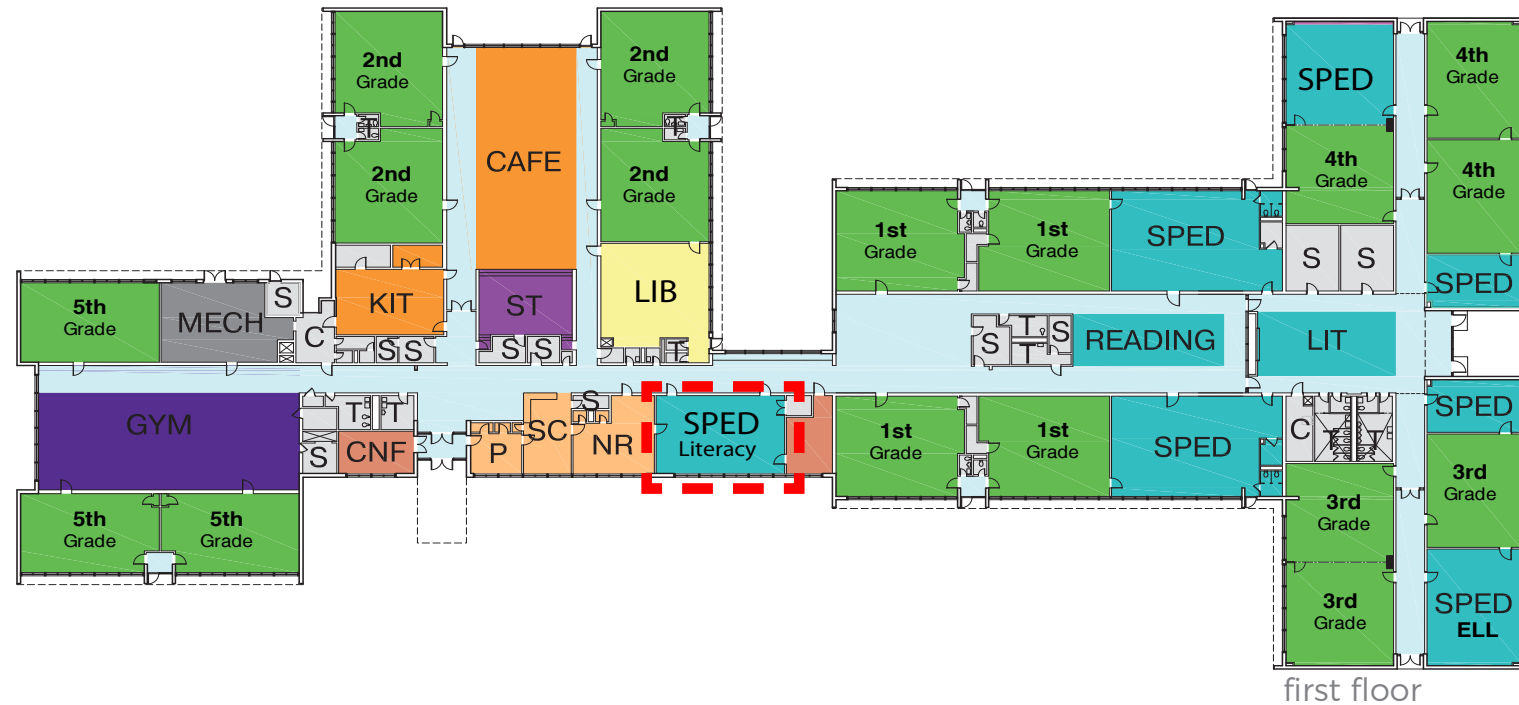 2nd
Grade
2nd
Grade
SPED
4th
Grade
T
T
CAFE
2nd
Grade
2nd
Grade
4th
Grade
4th
Grade
1st
Grade
1st
Grade
SPED
S
S
SPED
5th
Grade
MECH
S
C
KIT
S
S
ST
S
S
LIB
T
S
T
T
S
READING
LIT
GYM
T
T
S
CNF
P
SC
S
NR
SPED
Literacy
1st
Grade
1st
Grade
SPED
C
T
T
SPED
5th
Grade
5th
Grade
3rd
Grade
3rd
Grade
3rd
Grade
SPED
ELL
first floor